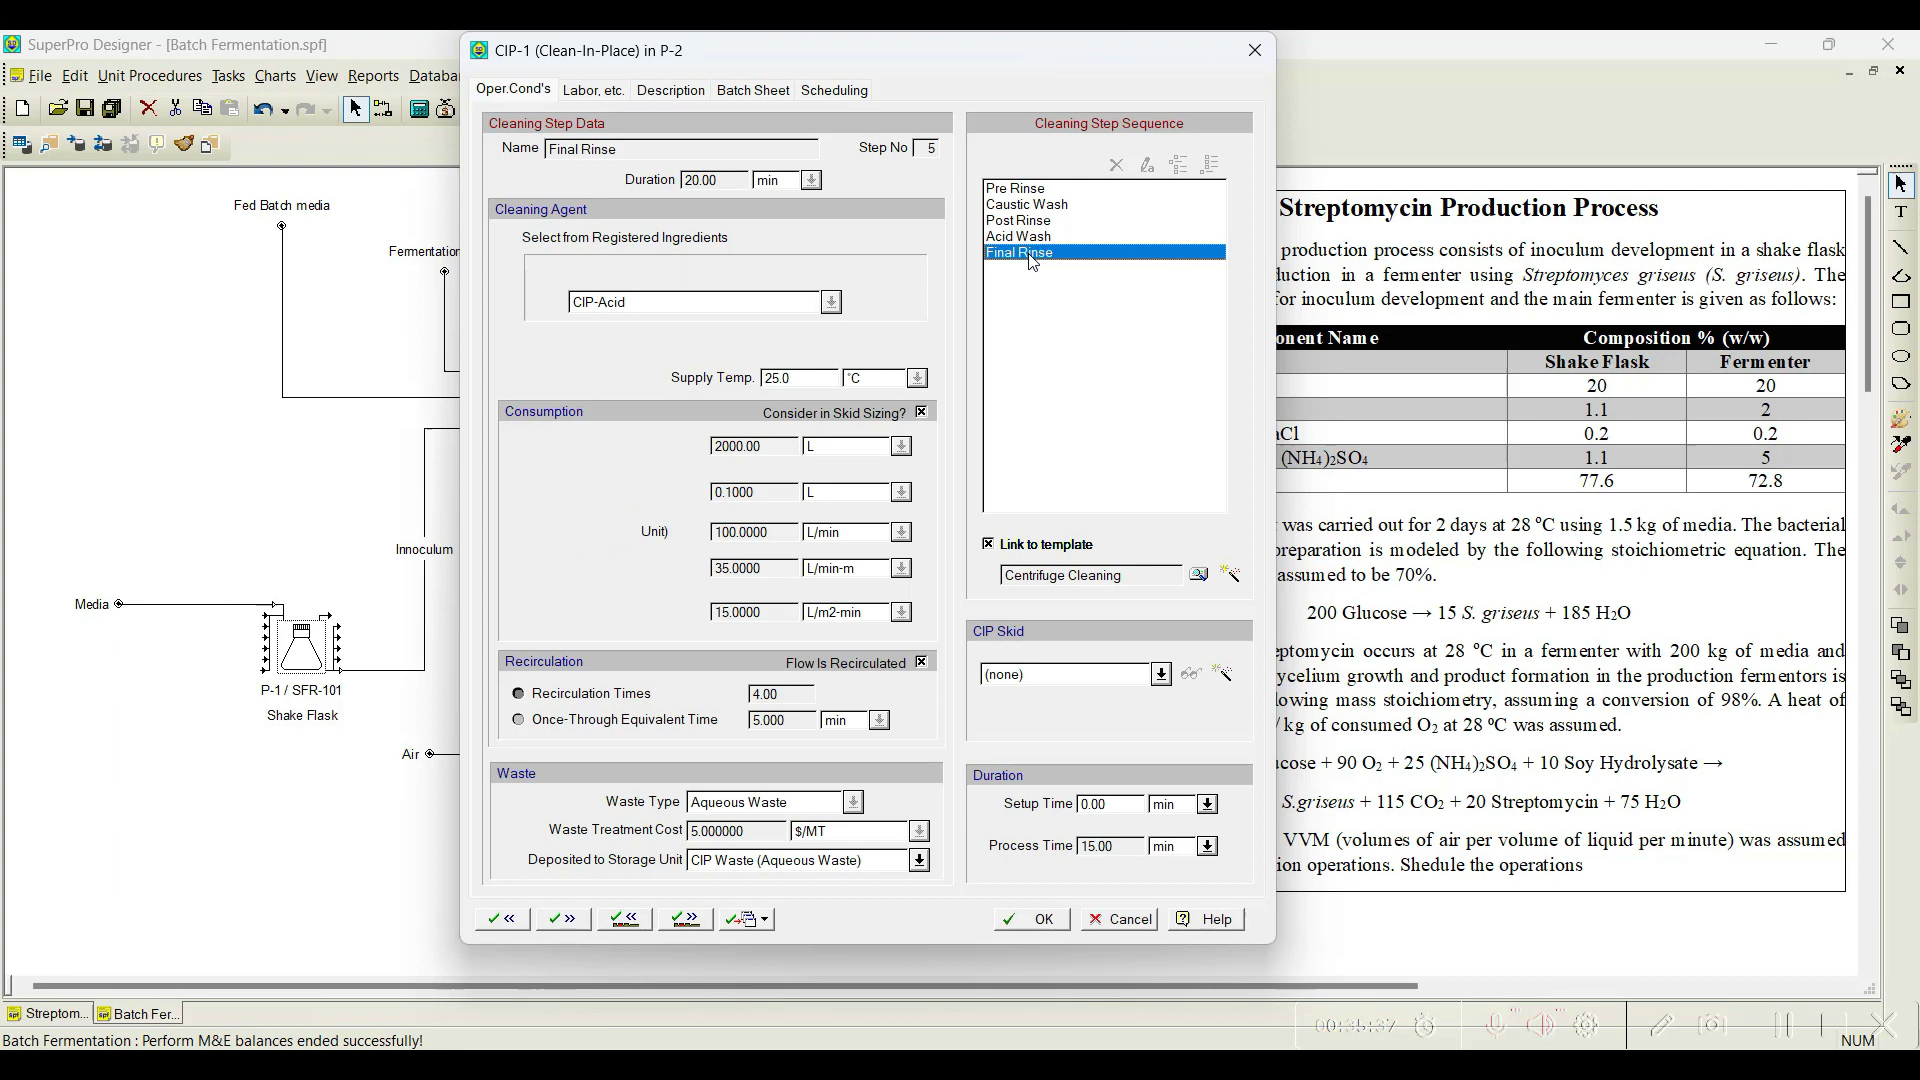 SuperPro Designer - [Batch Fermentation.spf]
File Edit Unit Procedures Tasks Charts View Reports Databa
Fed Batch media
Fermentatio
Innoculum
Media
P-1 / SFR-101
Shake Flask
Air
CIP-1 (Clean-In-Place) in P-2
Oper.Cond's Labor, etc. Description Batch Sheet Scheduling
Cleaning Step Data
Name Final Rinse Step No 5
Duration 20.00 min
Cleaning Agent
Select from Registered Ingredients
CIP-Acid
Supply Temp. 25.0 °C
Consumption Consider in Skid Sizing?
2000.00 L
0.1000 L
Unit) 100.0000 L/min
35.0000 L/min-m
15.0000 L/m2-min
Recirculation Flow Is Recirculated
Recirculation Times 4.00
Once-Through Equivalent Time 5.000 min
Waste
Waste Type Aqueous Waste
Waste Treatment Cost 5.000000 $/MT
Deposited to Storage Unit CIP Waste (Aqueous Waste)
Cleaning Step Sequence
Pre Rinse
Caustic Wash
Post Rinse
Acid Wash
Final Rinse
Link to template
Centrifuge Cleaning
CIP Skid
(none)
Duration
Setup Time 0.00 min
Process Time 15.00 min
OK Cancel Help
Streptomycin Production Process
production process consists of inoculum development in a shake flask
duction in a fermenter using Streptomyces griseus (S. griseus). The
for inoculum development and the main fermenter is given as follows:
onent Name Composition % (w/w)
Shake Flask Fermenter
20 20
1.1 2
aCl 0.2 0.2
(NH4)2SO4 1.1 5
77.6 72.8
was carried out for 2 days at 28 ºC using 1.5 kg of media. The bacterial
preparation is modeled by the following stoichiometric equation. The
assumed to be 70%.
200 Glucose → 15 S. griseus + 185 H2O
eptomycin occurs at 28 ºC in a fermenter with 200 kg of media and
ycelium growth and product formation in the production fermentors is
lowing mass stoichiometry, assuming a conversion of 98%. A heat of
/ kg of consumed O2 at 28 ºC was assumed.
ucose + 90 O2 + 25 (NH4)2SO4 + 10 Soy Hydrolysate →
S.griseus + 115 CO2 + 20 Streptomycin + 75 H2O
VVM (volumes of air per volume of liquid per minute) was assumed
ion operations. Shedule the operations
Streptom... Batch Fer...
00:35:37
Batch Fermentation : Perform M&E balances ended successfully!
NUM